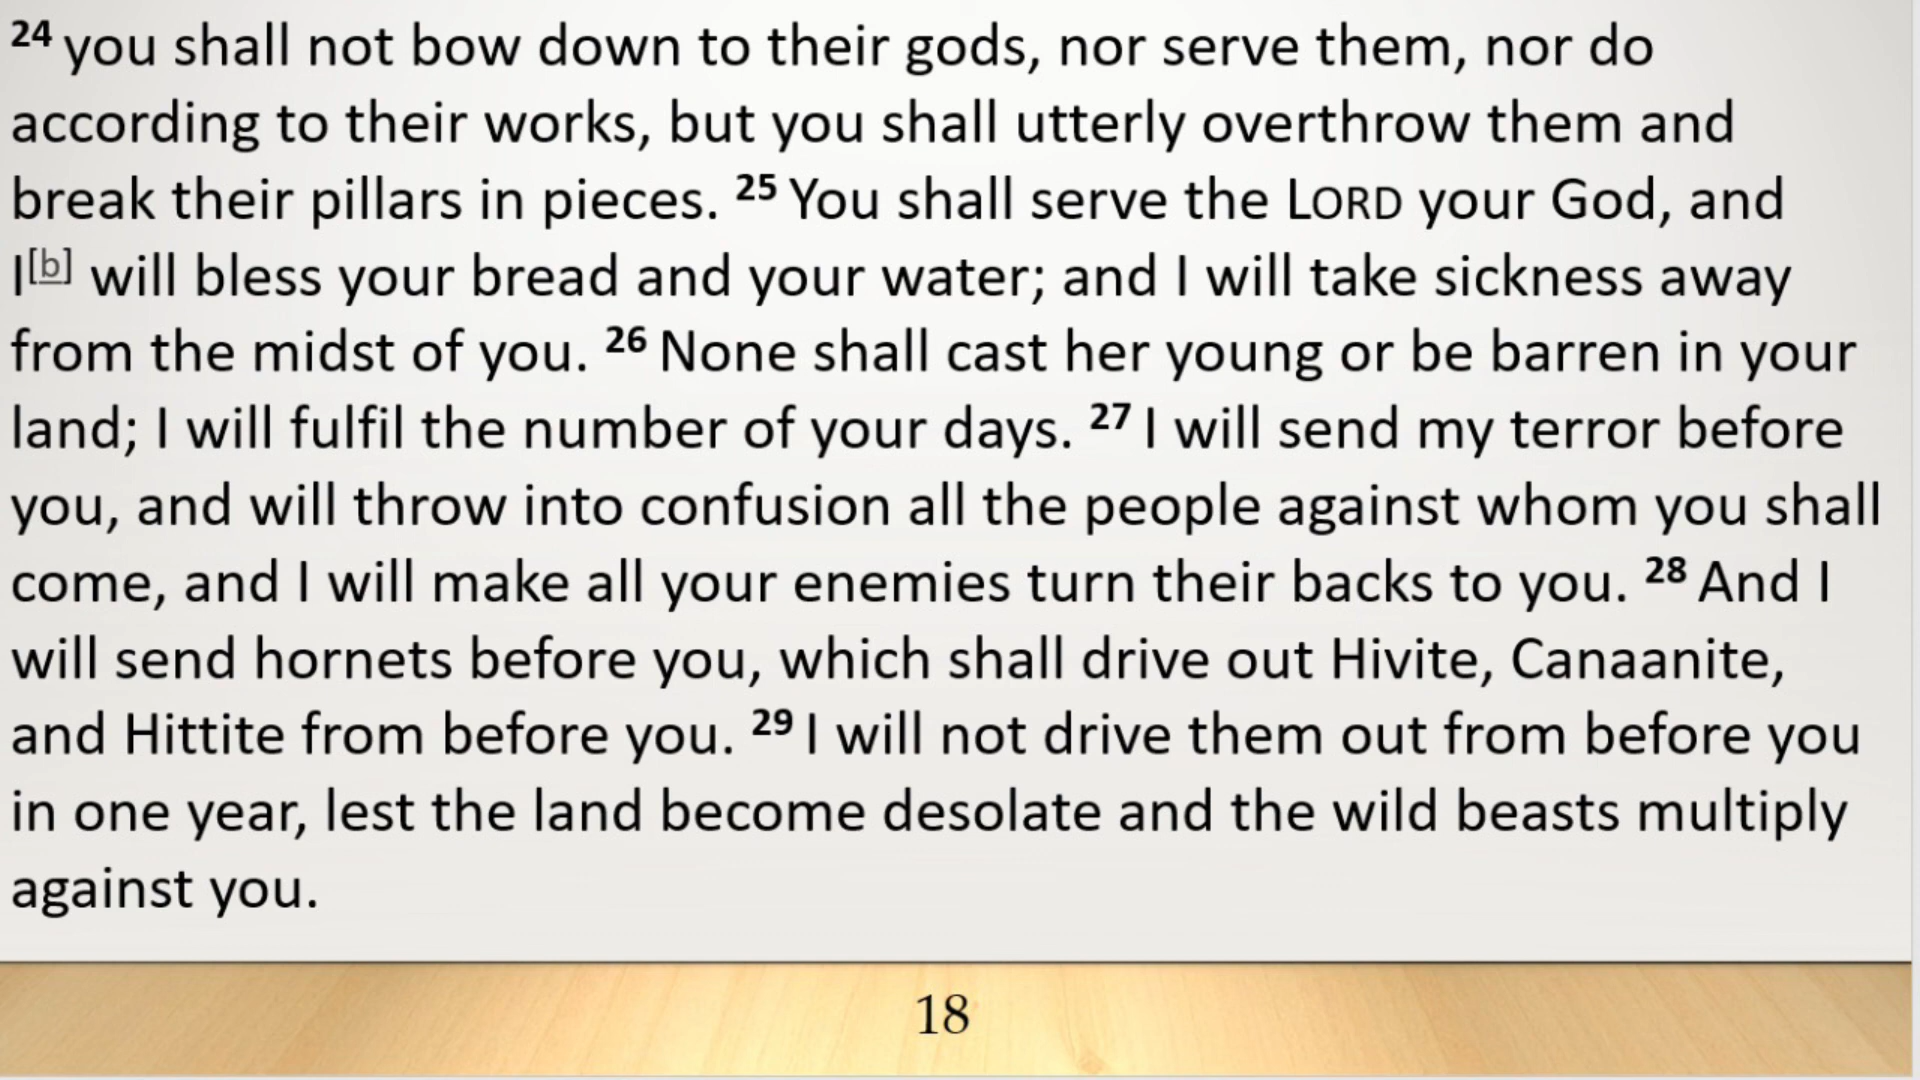 24 you shall not bow down to their gods, nor serve them, nor do
according to their works, but you shall utterly overthrow them and
break their pillars in pieces. 25 You shall serve the LORD your God, and
I[b] will bless your bread and your water; and I will take sickness away
from the midst of you. 26 None shall cast her young or be barren in your
land; I will fulfil the number of your days. 27 I will send my terror before
you, and will throw into confusion all the people against whom you shall
come, and I will make all your enemies turn their backs to you. 28 And I
will send hornets before you, which shall drive out Hivite, Canaanite,
and Hittite from before you. 29 I will not drive them out from before you
in one year, lest the land become desolate and the wild beasts multiply
against you.
18